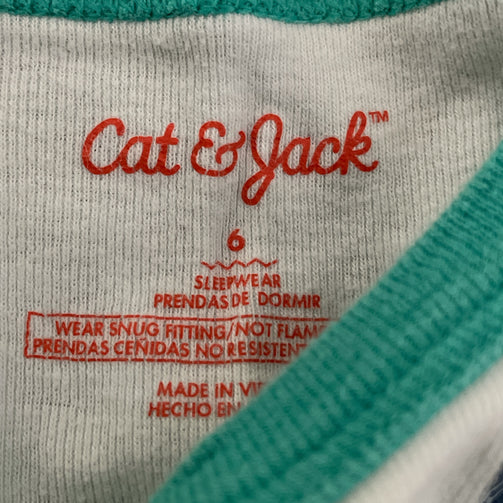 Cat & Jack™
6
SLEEPWEAR
PRENDAS DE DORMIR
WEAR SNUG FITTING/NOT FLAM
PRENDAS CEÑIDAS NO RESISTENT
MADE IN VI
HECHO EN